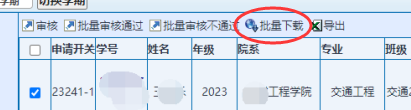 切换学期
审核 批量审核通过 批量审核不通过 批量下载 导出
申请开关 学号 姓名 年级 院系 专业 班级
23241-1 2023 工程学院 交通工程 交通